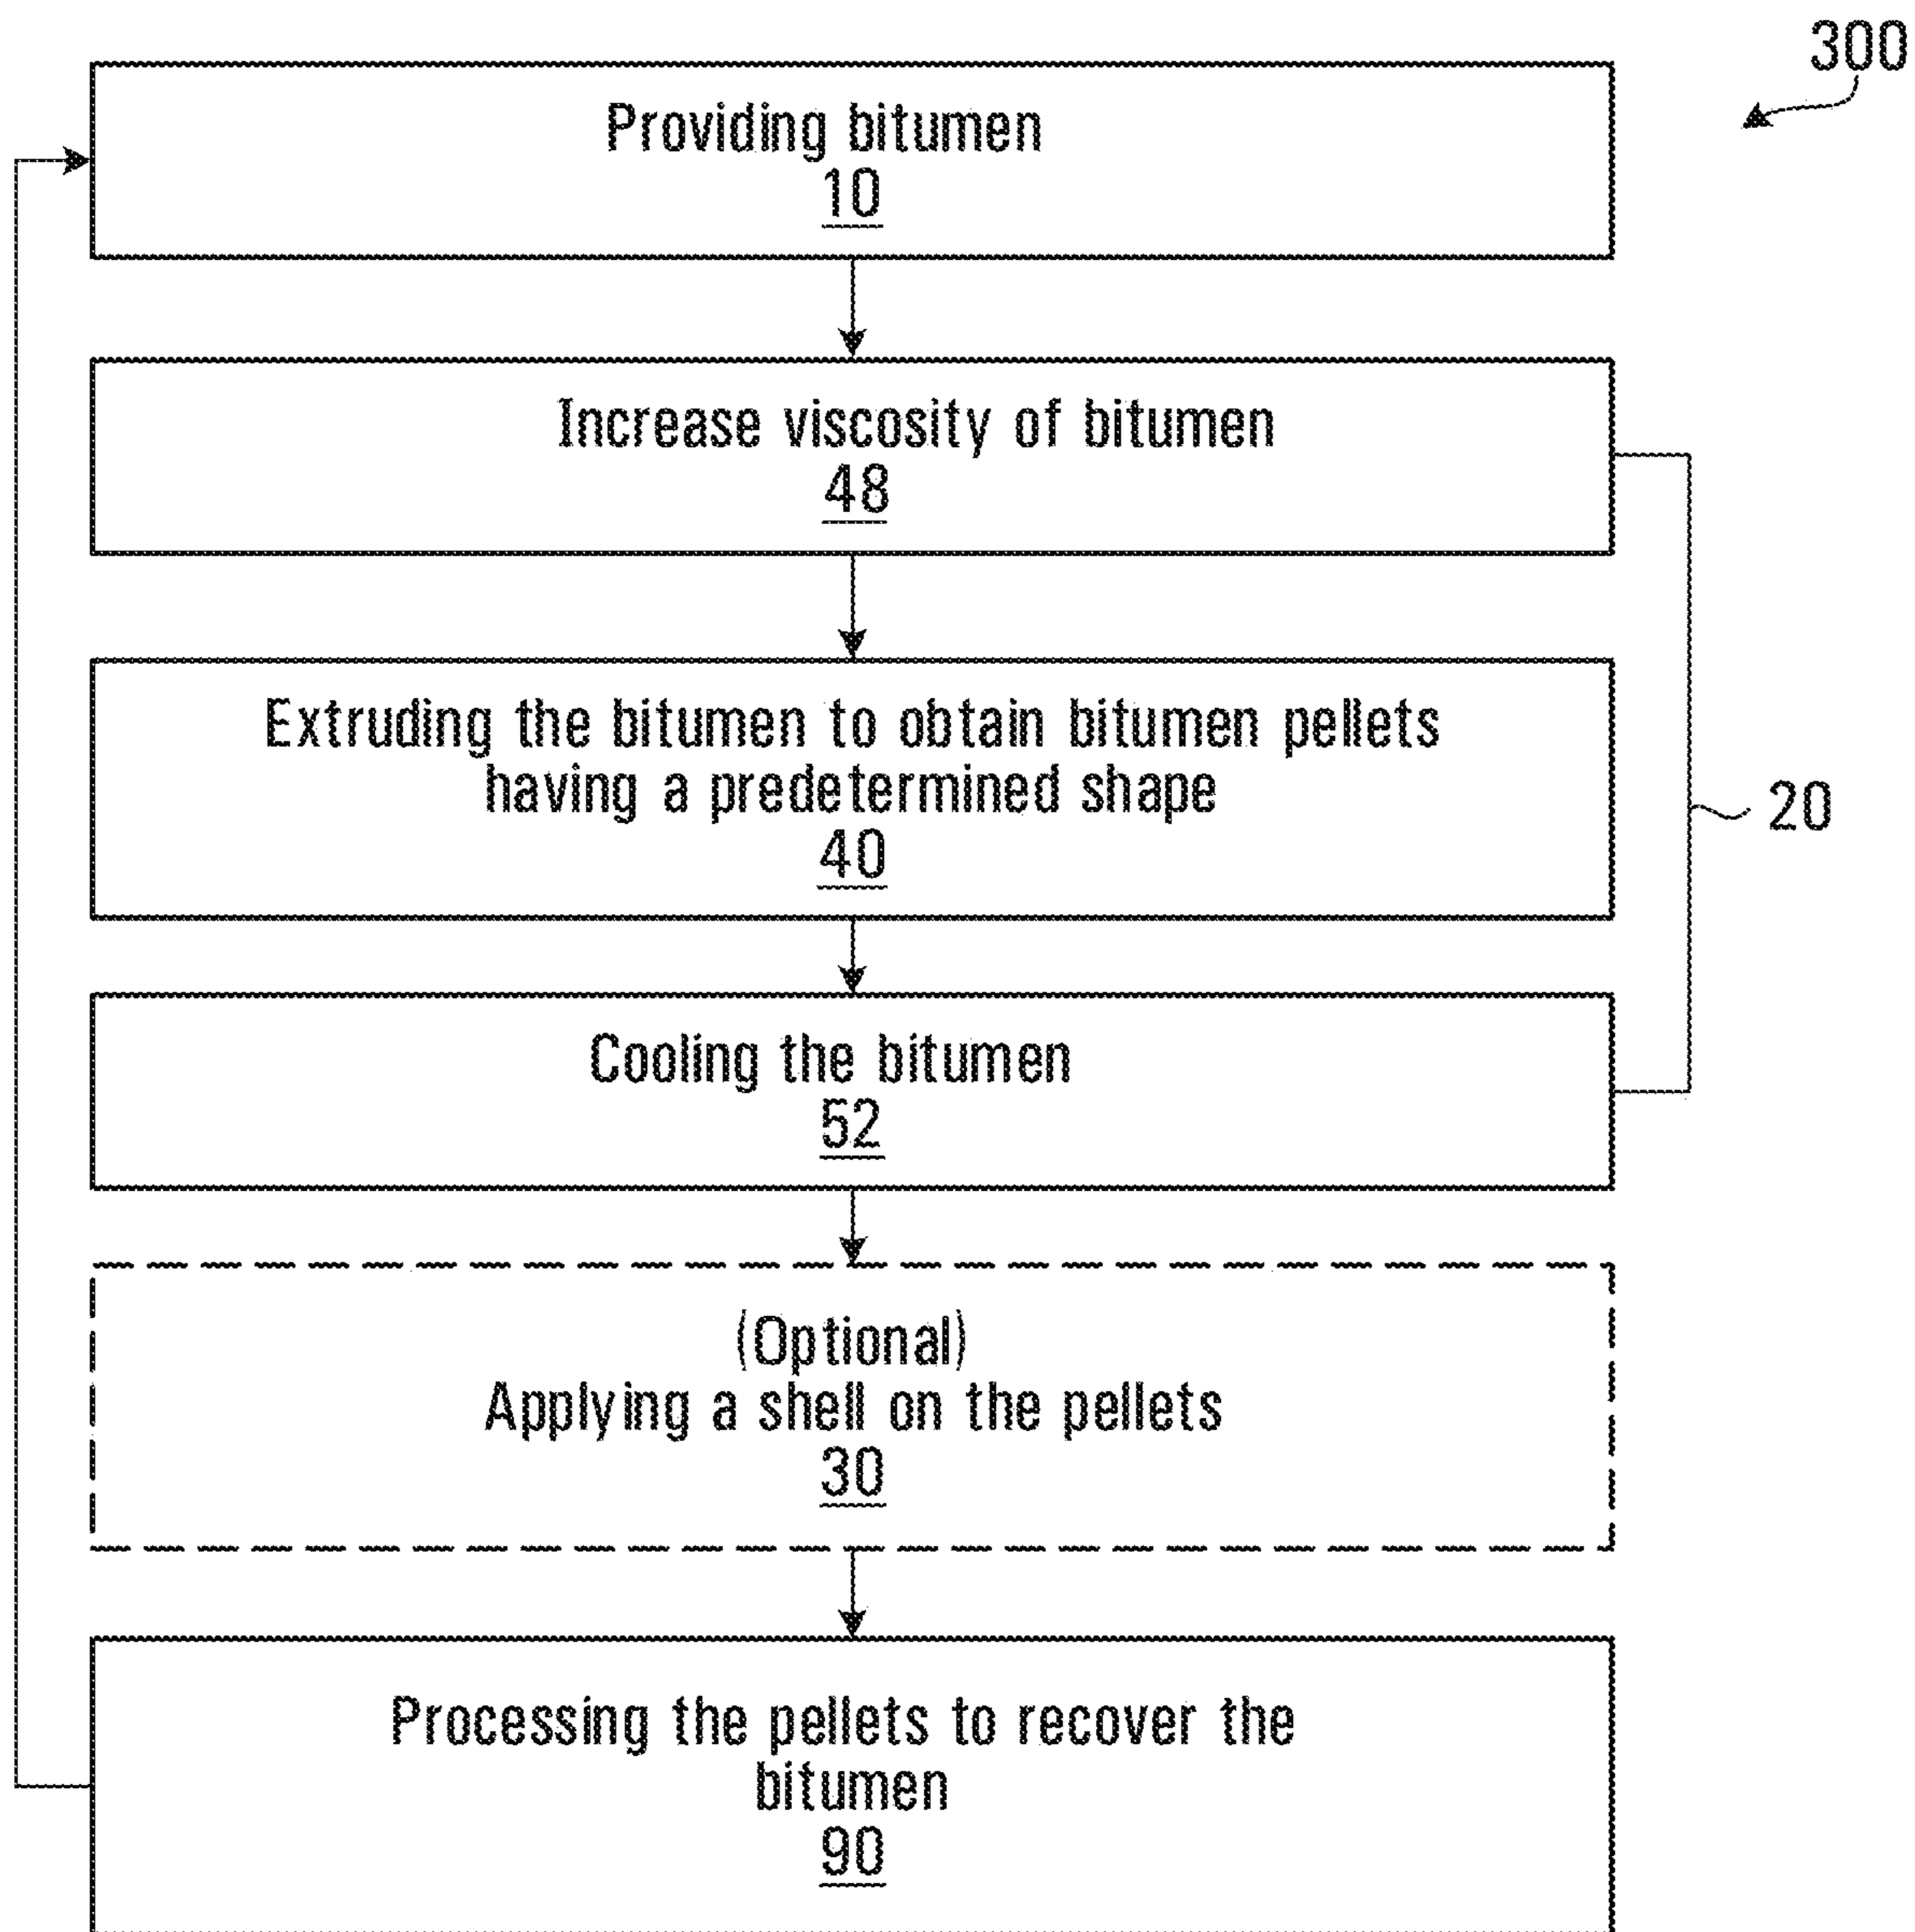 300
Providing bitumen
10
Increase viscosity of bitumen
48
Extruding the bitumen to obtain bitumen pellets
having a predetermined shape
40
20
Cooling the bitumen
52
(Optional)
Applying a shell on the pellets
30
Processing the pellets to recover the
bitumen
90